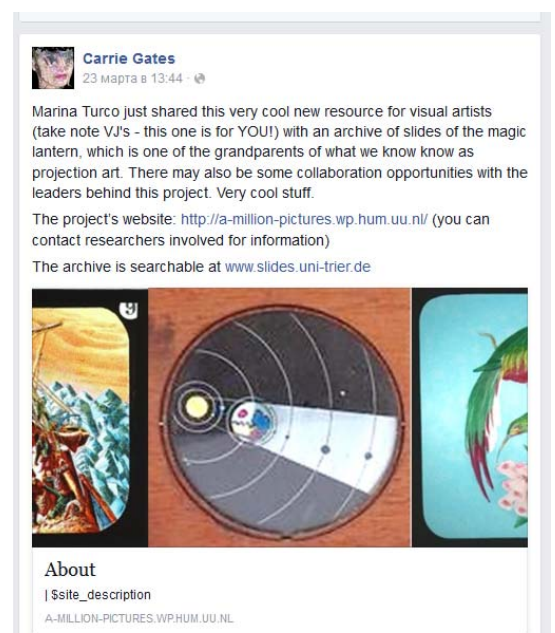 Carrie Gates
23 марта в 13:44 ·
Marina Turco just shared this very cool new resource for visual artists
(take note VJ's - this one is for YOU!) with an archive of slides of the magic
lantern, which is one of the grandparents of what we know know as
projection art. There may also be some collaboration opportunities with the
leaders behind this project. Very cool stuff.
The project's website: http://a-million-pictures.wp.hum.uu.nl/ (you can
contact researchers involved for information)
The archive is searchable at www.slides.uni-trier.de
About
| $site_description
A-MILLION-PICTURES.WP.HUM.UU.NL